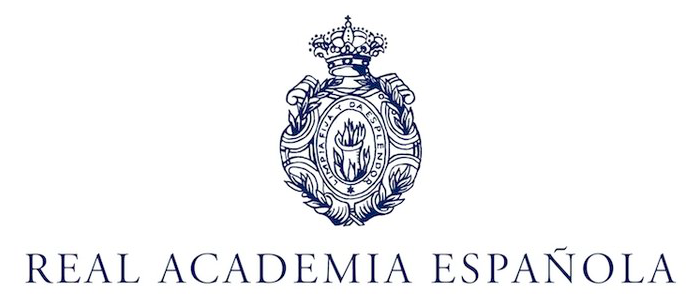 LIMPIA FIJA Y DA ESPLENDOR
REAL ACADEMIA ESPAÑOLA